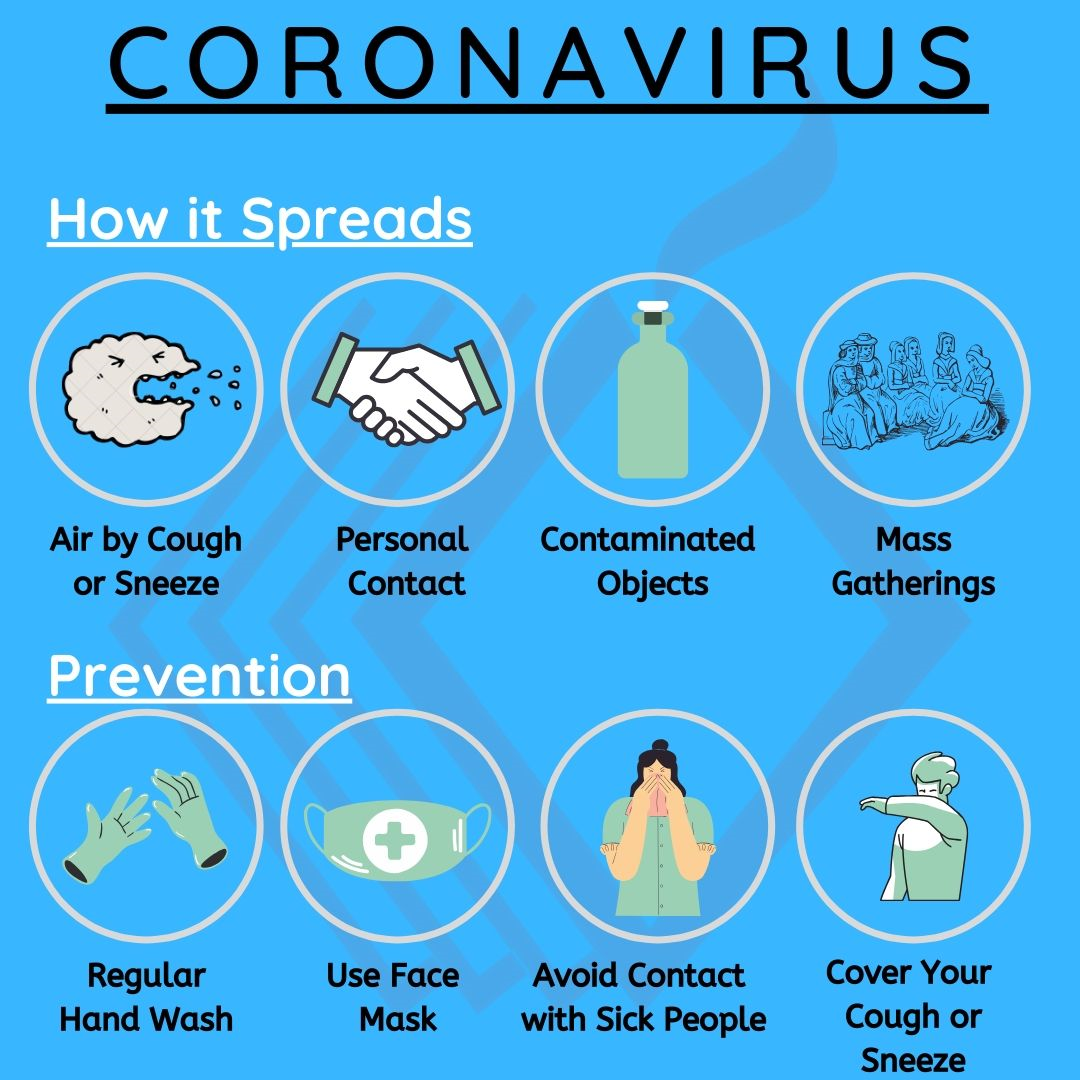 CORONAVIRUS
How it Spreads
Air by Cough
or Sneeze
Personal
Contact
Contaminated
Objects
Mass
Gatherings
Prevention
Regular
Hand Wash
Use Face
Mask
Avoid Contact
with Sick People
Cover Your
Cough or
Sneeze